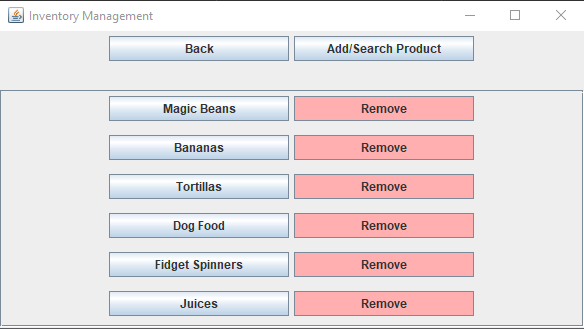 Inventory Management
Back Add/Search Product
Magic Beans Remove
Bananas Remove
Tortillas Remove
Dog Food Remove
Fidget Spinners Remove
Juices Remove